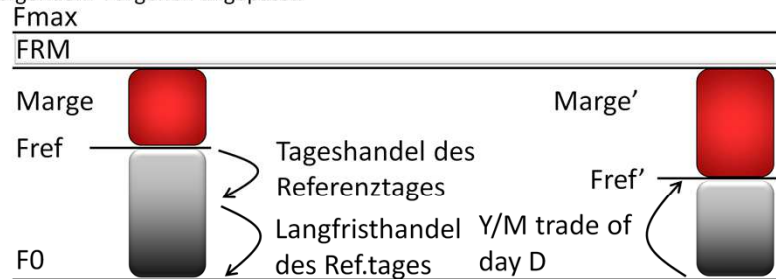 Fmax
FRM
Marge
Marge’
Fref
Tageshandel des
Referenztages
Fref’
Langfristhandel
des Ref.tages
Y/M trade of
day D
F0